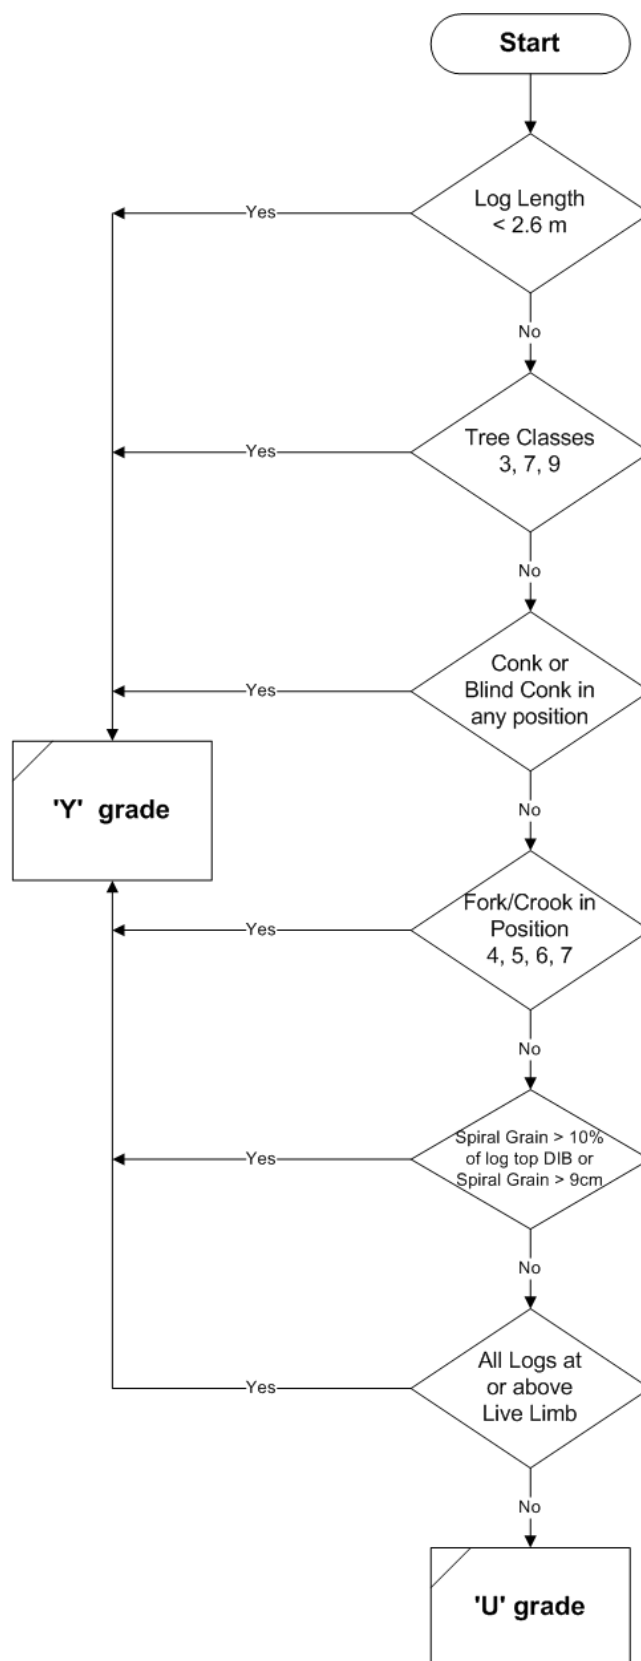 Start
Log Length
< 2.6 m
Yes
No
Tree Classes
3, 7, 9
Yes
No
Conk or
Blind Conk in
any position
Yes
No
'Y' grade
Fork/Crook in
Position
4, 5, 6, 7
Yes
No
Spiral Grain > 10%
of log top DIB or
Spiral Grain > 9cm
Yes
No
All Logs at
or above
Live Limb
Yes
No
'U' grade